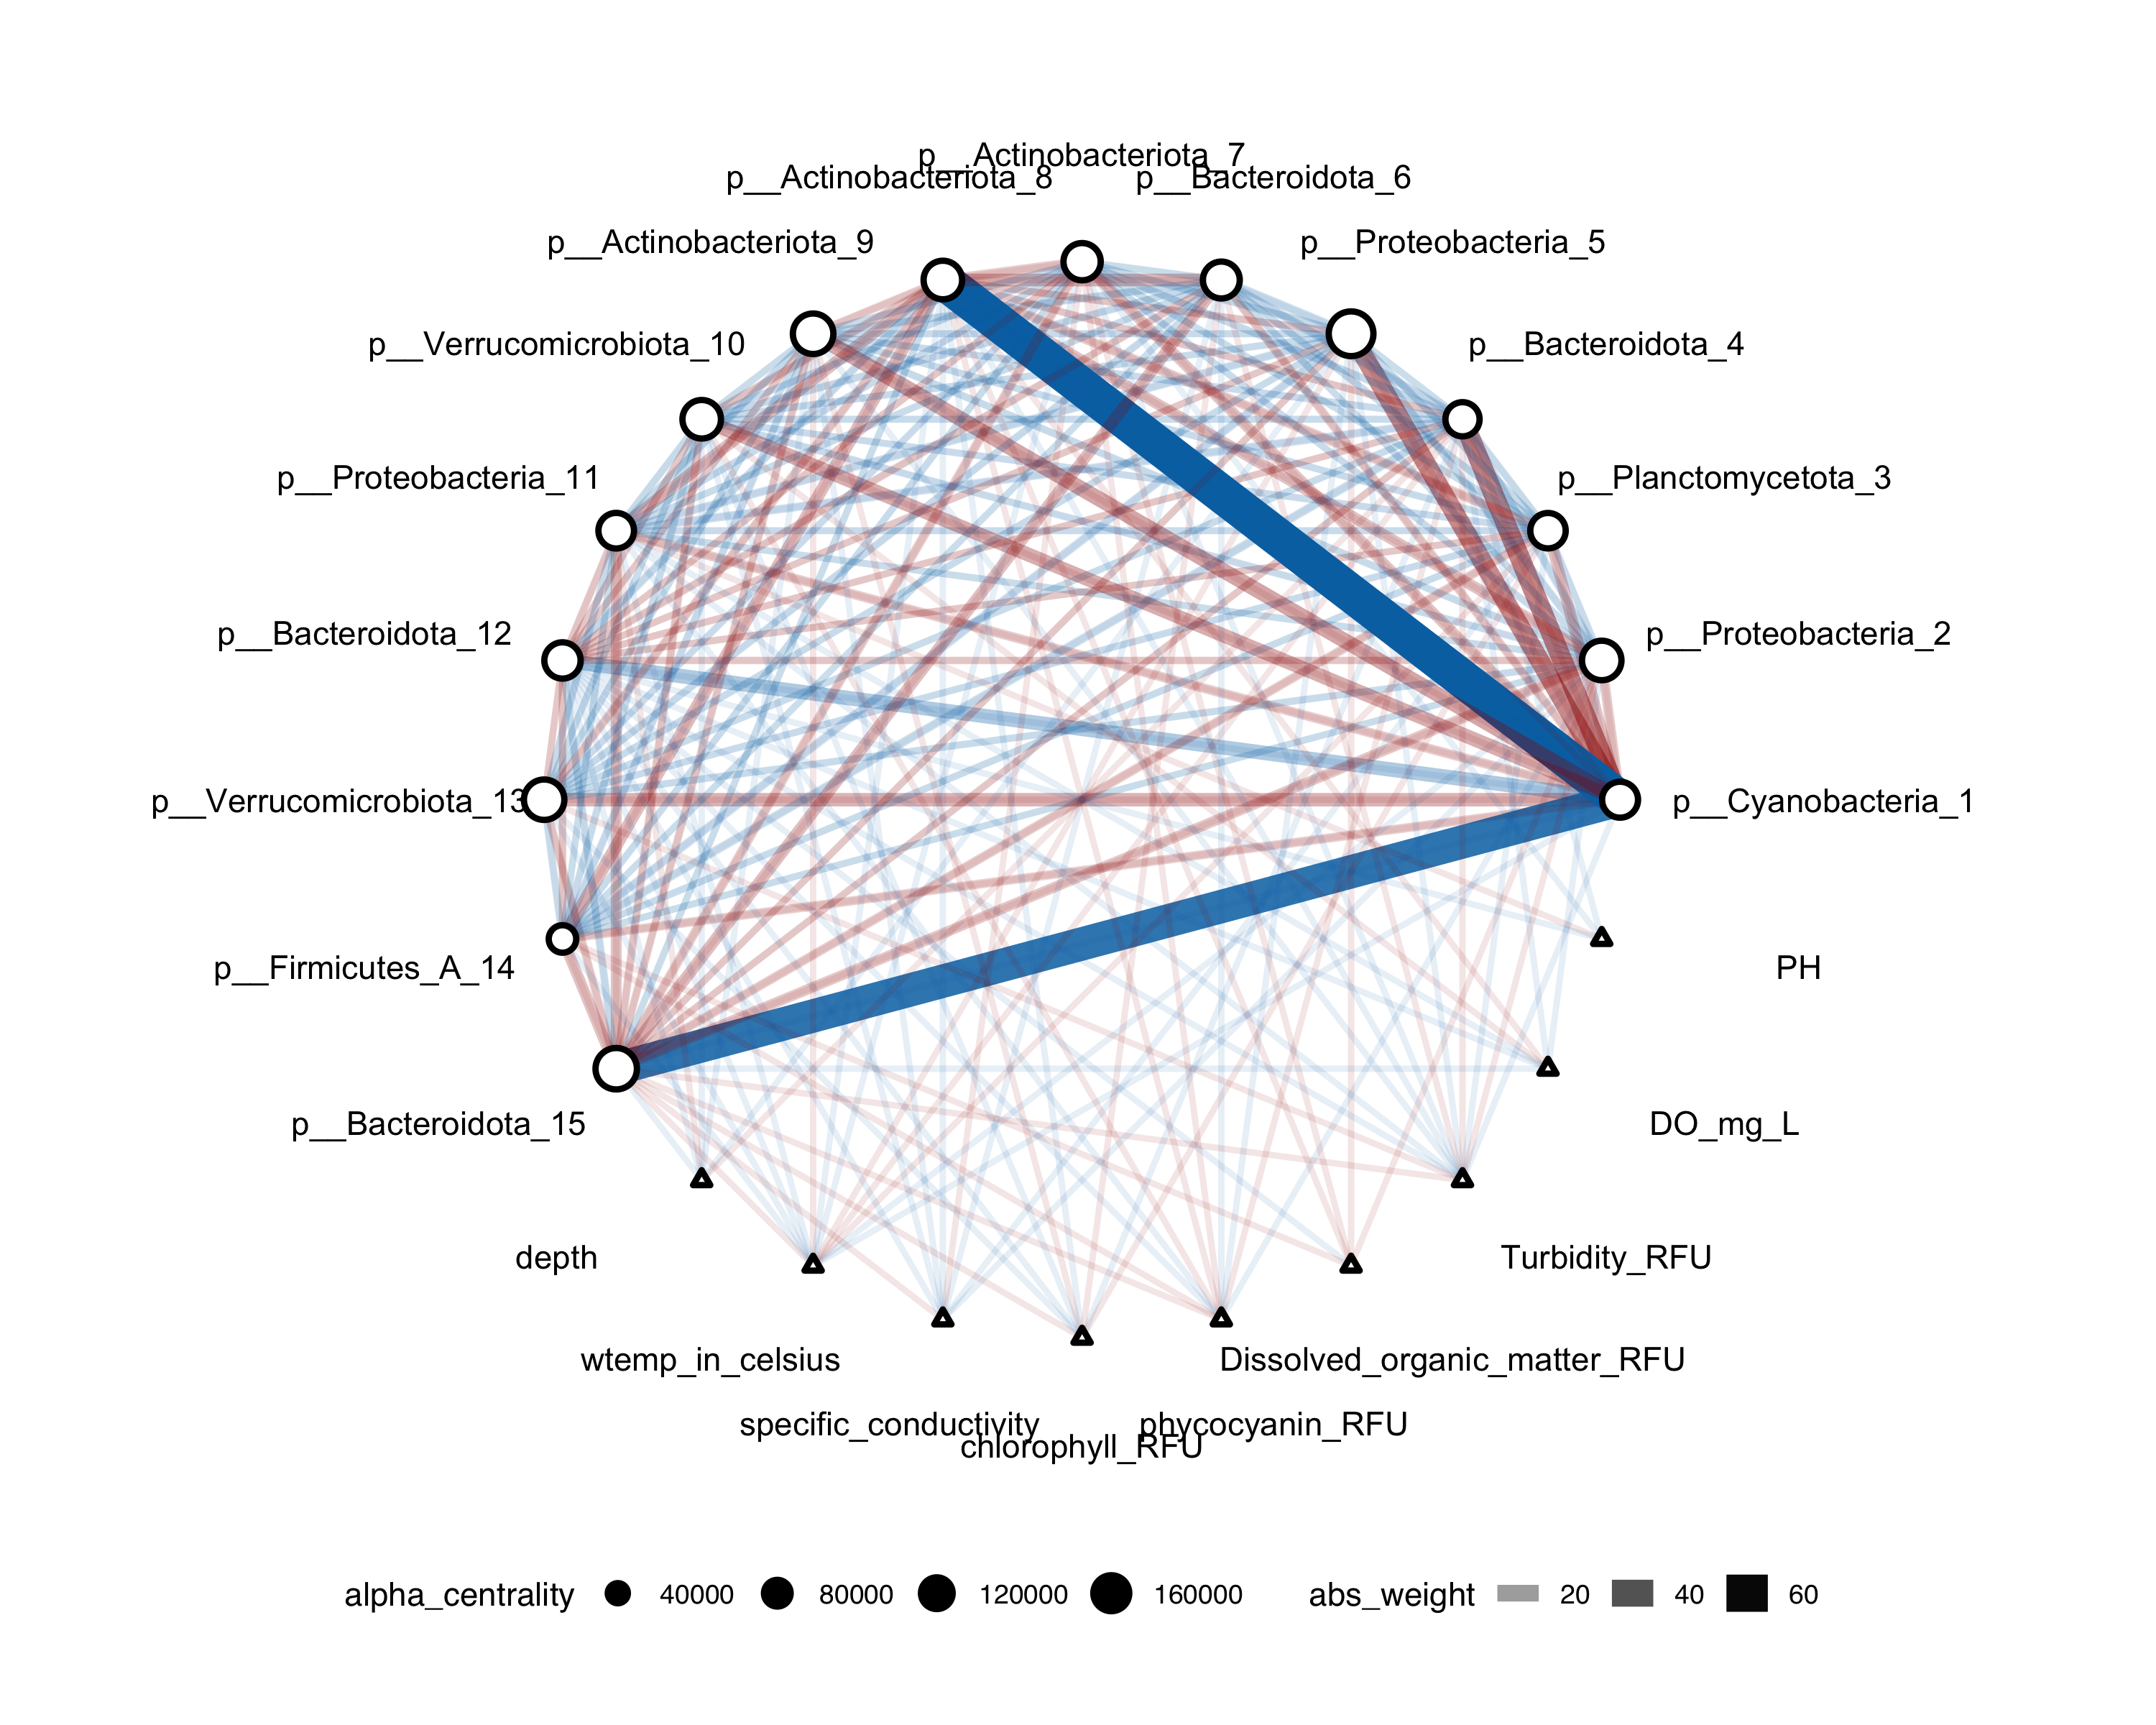 p__Actinobacteriota_7
p__Actinobacteriota_8
p__Bacteroidota_6
p__Actinobacteriota_9
p__Proteobacteria_5
p__Verrucomicrobiota_10
p__Bacteroidota_4
p__Proteobacteria_11
p__Planctomycetota_3
p__Bacteroidota_12
p__Proteobacteria_2
p__Verrucomicrobiota_13
p__Cyanobacteria_1
p__Firmicutes_A_14
PH
p__Bacteroidota_15
DO_mg_L
depth
Turbidity_RFU
wtemp_in_celsius
Dissolved_organic_matter_RFU
specific_conductivity
phycocyanin_RFU
chlorophyll_RFU
alpha_centrality 40000 80000 120000 160000 abs_weight 20 40 60